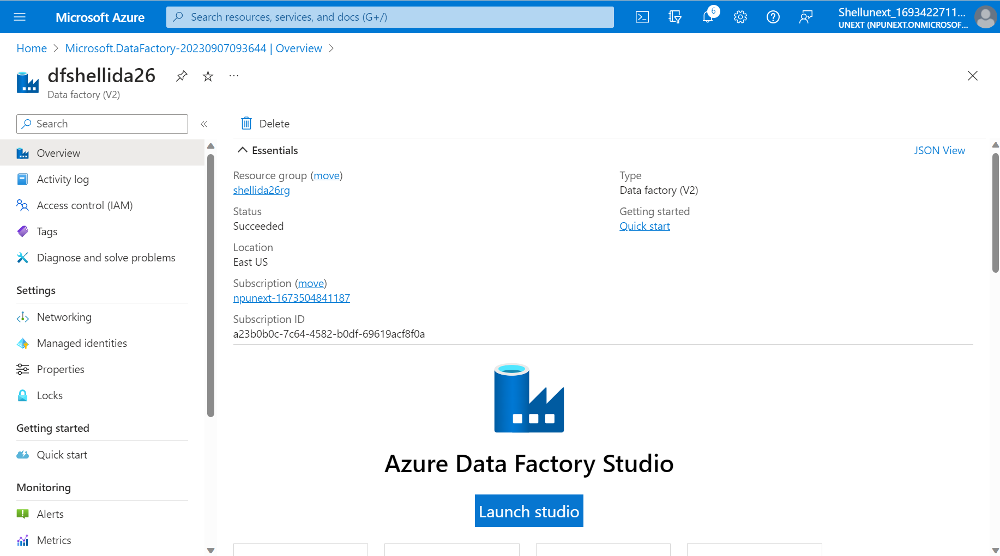 Microsoft Azure
Search resources, services, and docs (G+/)
6
Shellunext_1693422711...
UNEXT (NPUNEXT.ONMICROSOF...
Home > Microsoft.DataFactory-20230907093644 | Overview >
dfshellida26
...
Data factory (V2)
Search
«
Delete
Overview
Activity log
Access control (IAM)
Tags
Diagnose and solve problems
Settings
Networking
Managed identities
Properties
Locks
Getting started
Quick start
Monitoring
Alerts
Metrics
Essentials
JSON View
Resource group (move)
shellida26rg
Status
Succeeded
Location
East US
Subscription (move)
npunext-1673504841187
Subscription ID
a23b0b0c-7c64-4582-b0df-69619acf8f0a
Type
Data factory (V2)
Getting started
Quick start
Azure Data Factory Studio
Launch studio